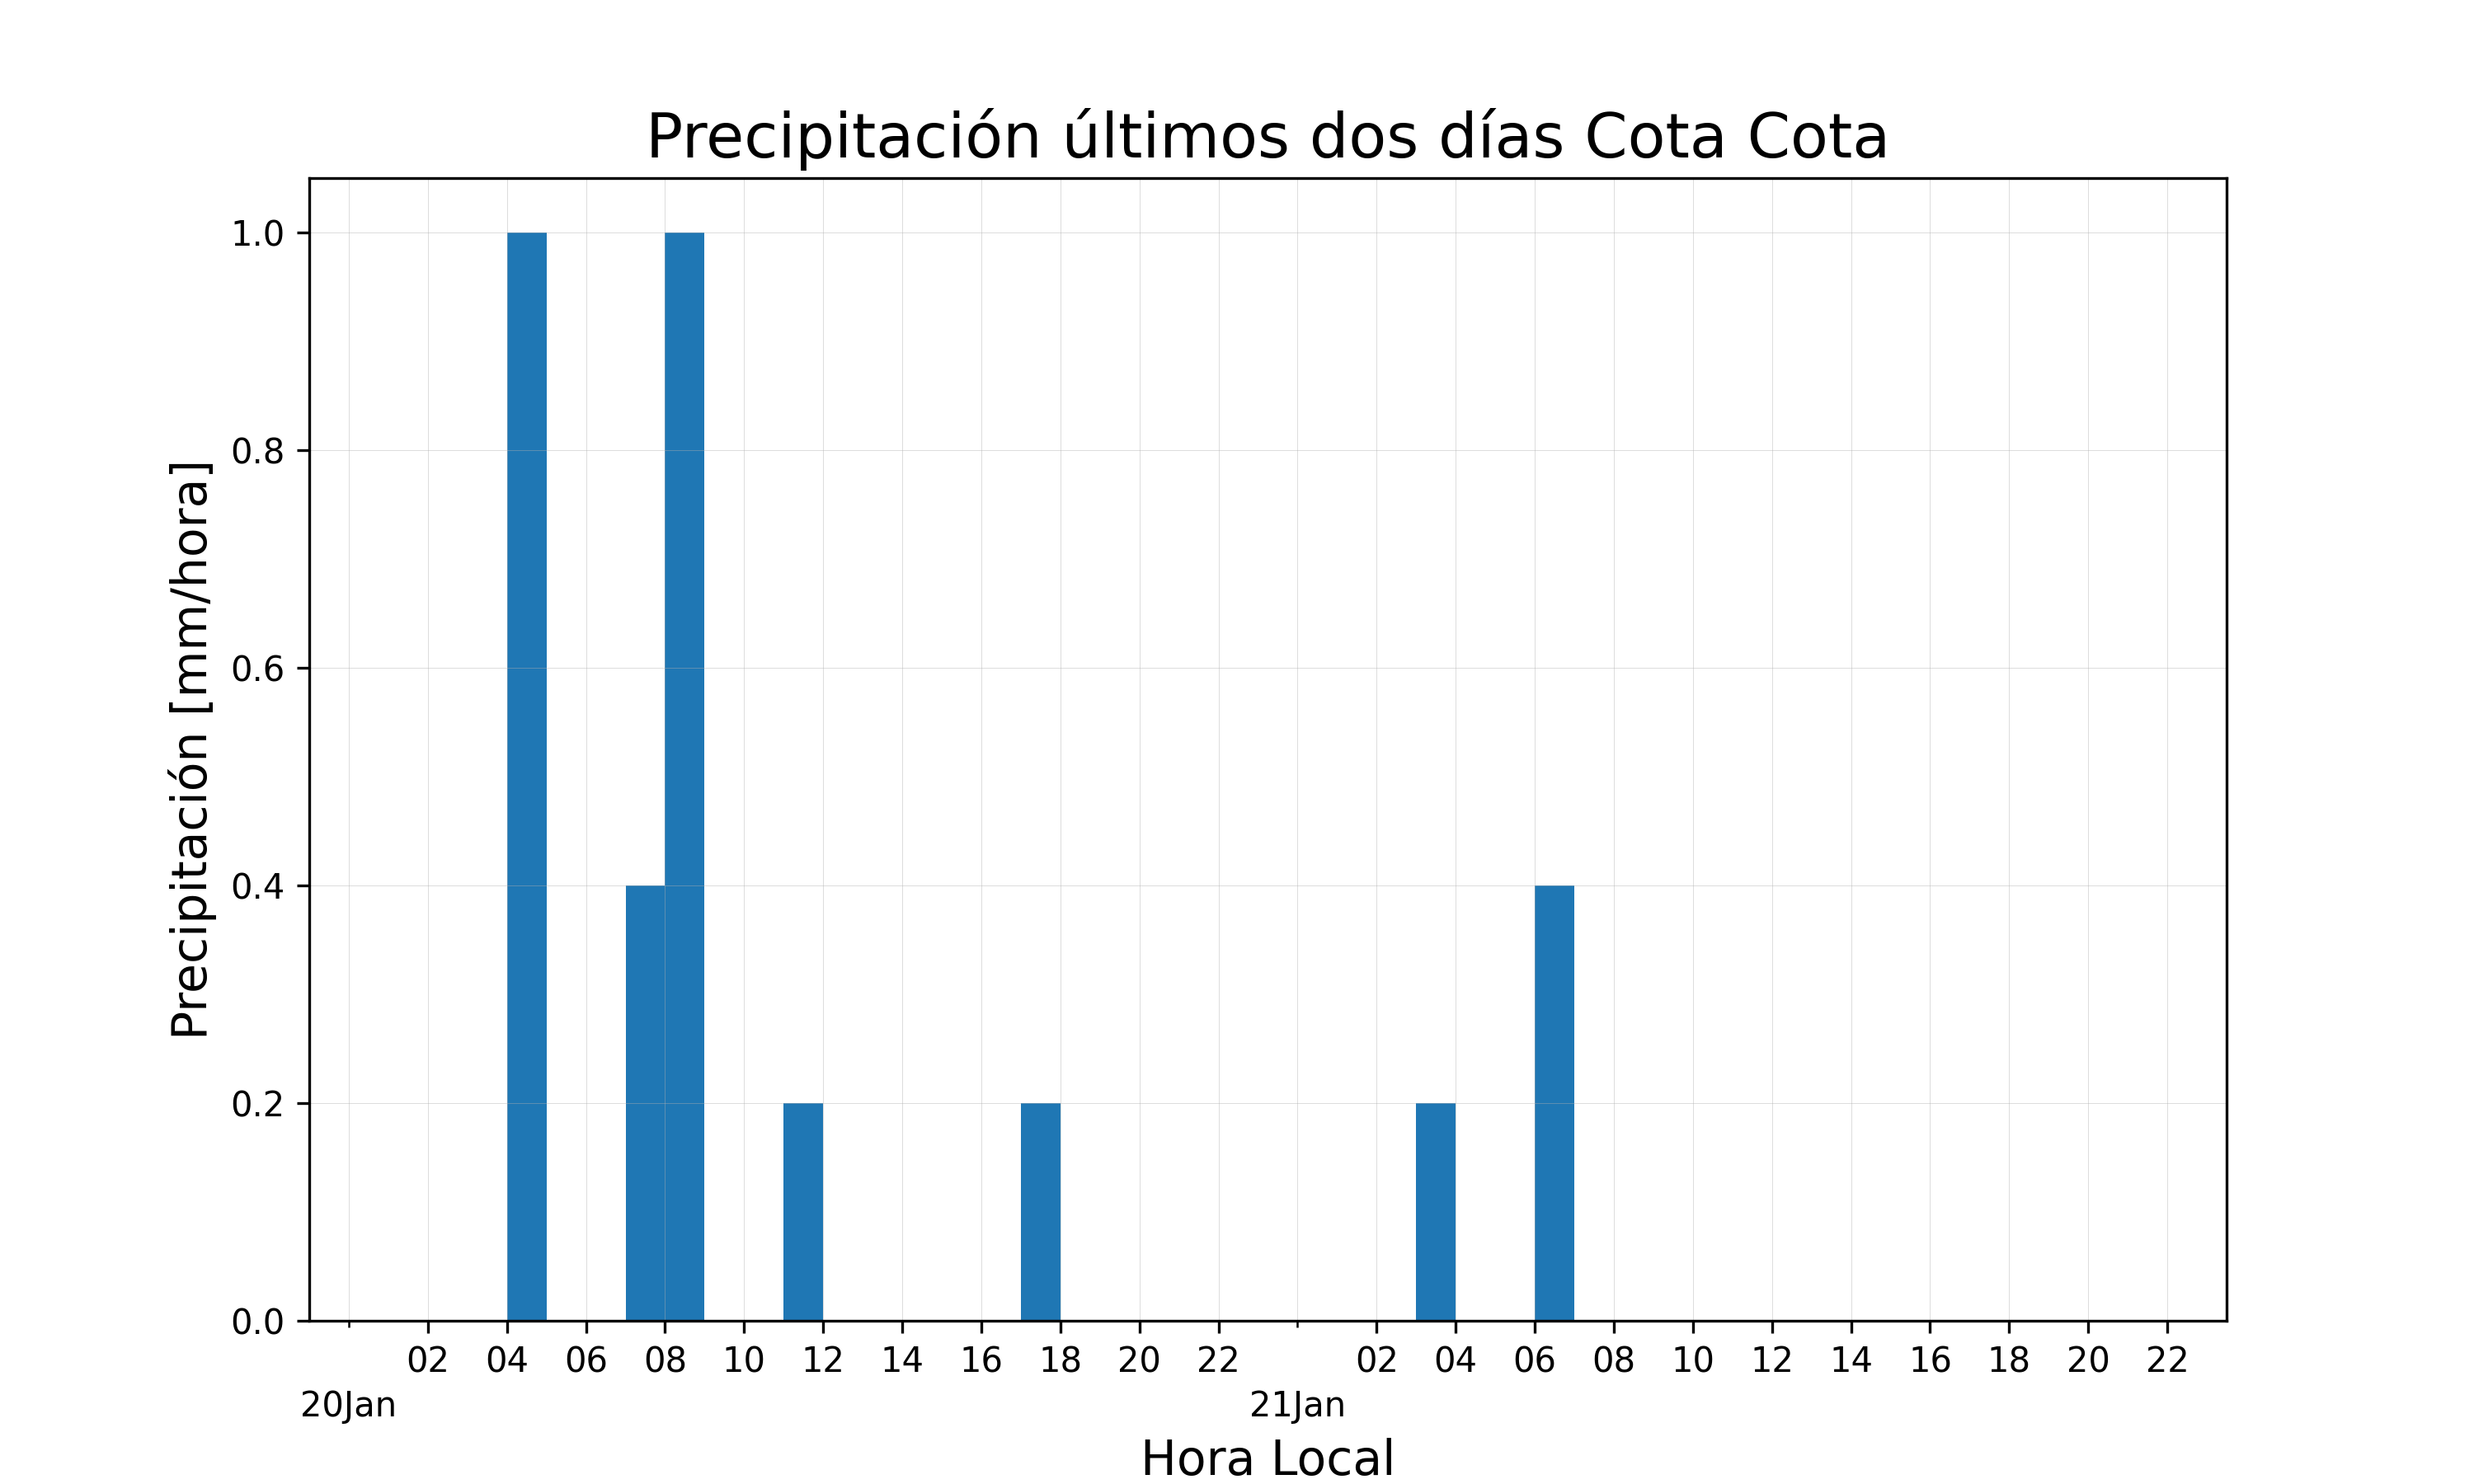 Precipitación últimos dos días Cota Cota
Precipitación [mm/hora]
1.0
0.8
0.6
0.4
0.2
0.0
02 04 06 08 10 12 14 16 18 20 22 02 04 06 08 10 12 14 16 18 20 22
20Jan 21Jan
Hora Local